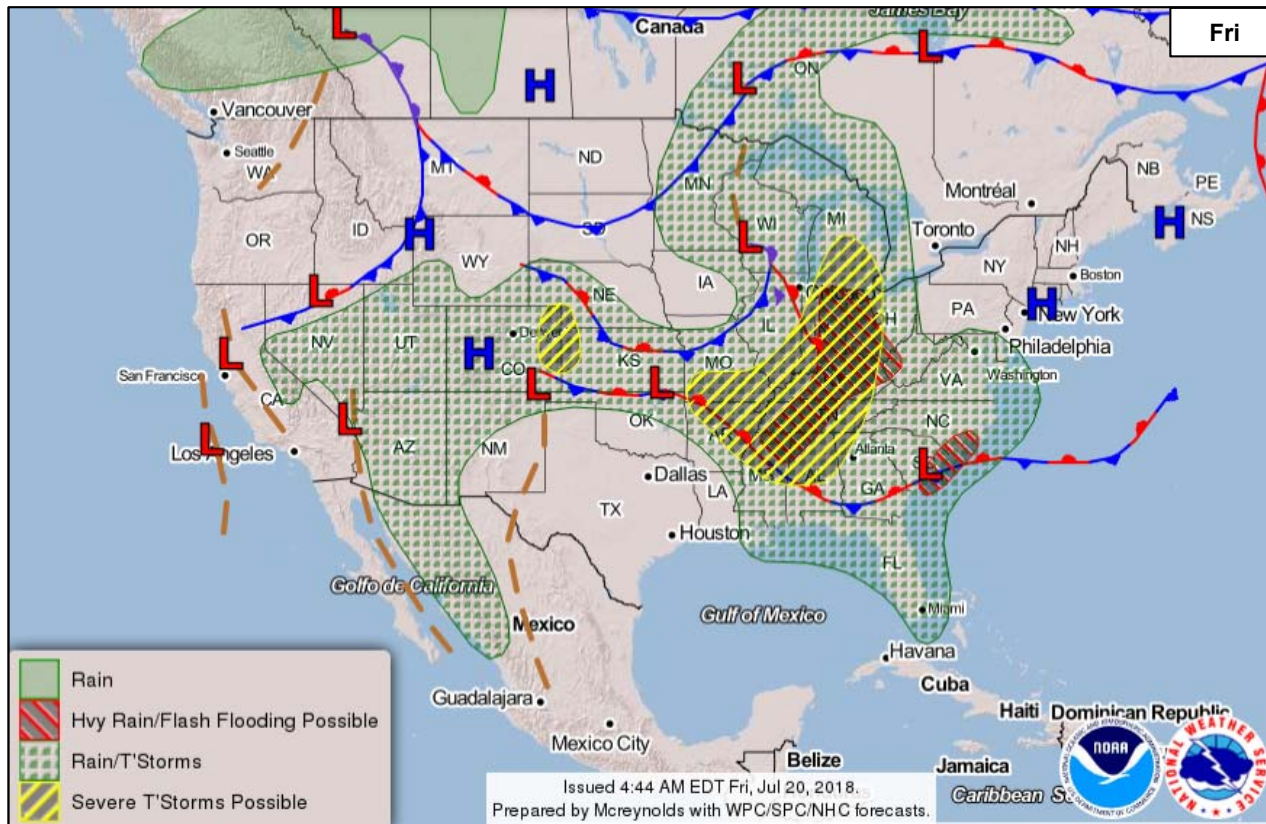 James Bay
Fri
L
Canada
L
ON
H
L
Vancouver
Seattle
WA
MT
ND
MN
Montréal
NB
PE
NS
H
OR
ID
H
WY
SD
WI
L
MI
Toronto
NH
Boston
NY
IA
PA
H
New York
L
NE
IL
Philadelphia
NV
UT
Denver
H
CO
KS
MO
VA
Washington
L
San Francisco
CA
L
L
OK
NC
L
AZ
NM
Atlanta
L
Los Angeles
L
Dallas
LA
AL
GA
TX
Houston
FL
Golfo de California
Mexico
Gulf of Mexico
Miami
Havana
Cuba
Guadalajara
Mexico City
Haiti
Dominican Republic
Belize
Jamaica
Caribbean
Rain
Hvy Rain/Flash Flooding Possible
Rain/T'Storms
Severe T'Storms Possible
Issued 4:44 AM EDT Fri, Jul 20, 2018.
Prepared by Mcreynolds with WPC/SPC/NHC forecasts.
NOAA
NATIONAL WEATHER SERVICE